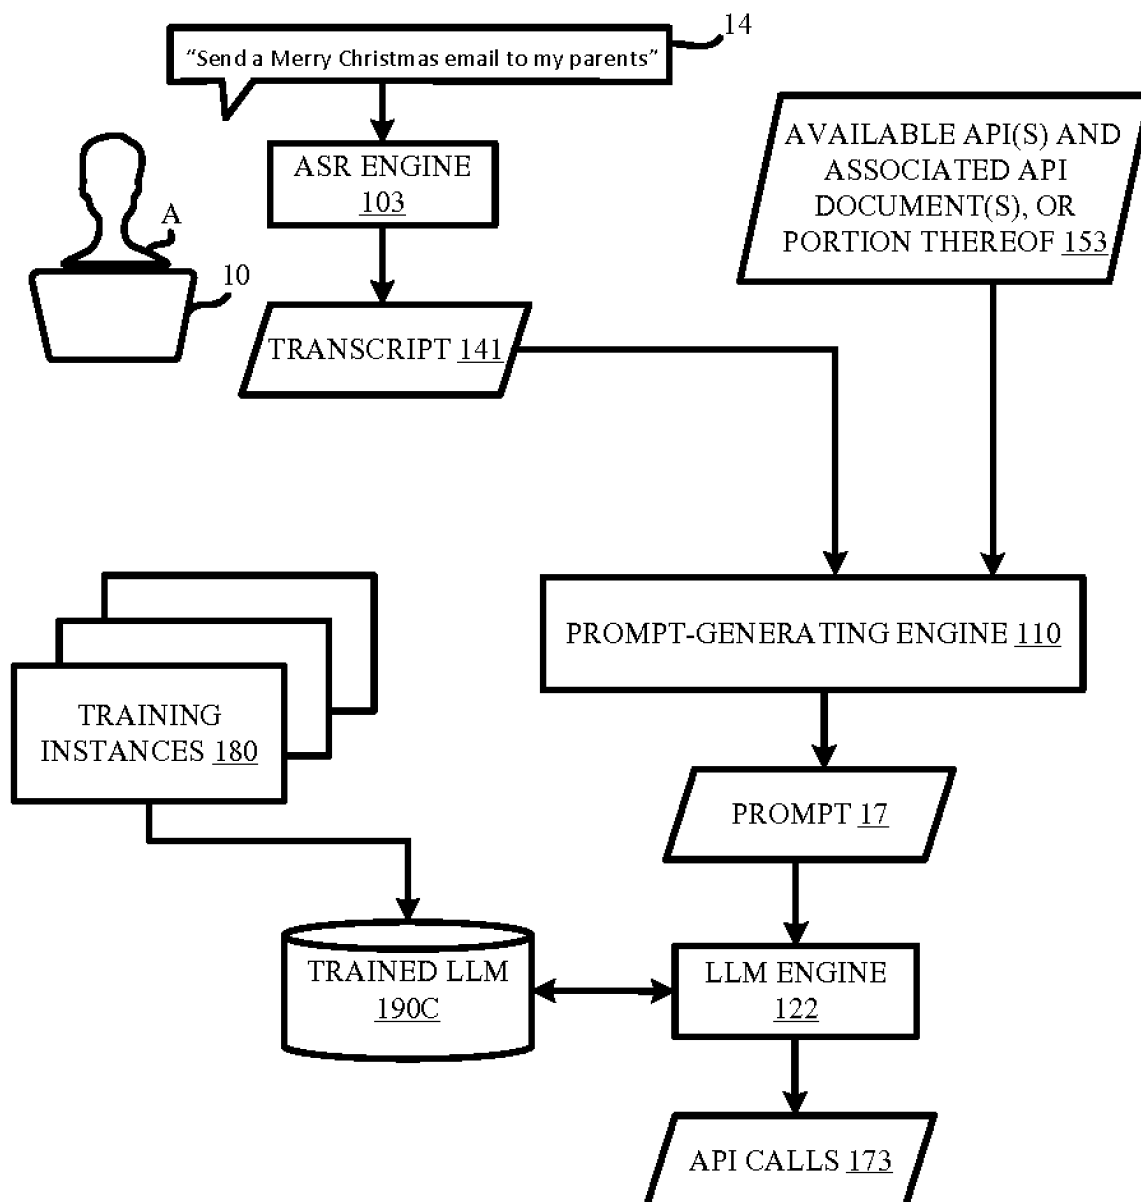 14
“Send a Merry Christmas email to my parents”
ASR ENGINE
103
AVAILABLE API(S) AND
ASSOCIATED API
DOCUMENT(S), OR
PORTION THEREOF 153
A
10
TRANSCRIPT 141
PROMPT-GENERATING ENGINE 110
TRAINING
INSTANCES 180
PROMPT 17
TRAINED LLM
190C
LLM ENGINE
122
API CALLS 173